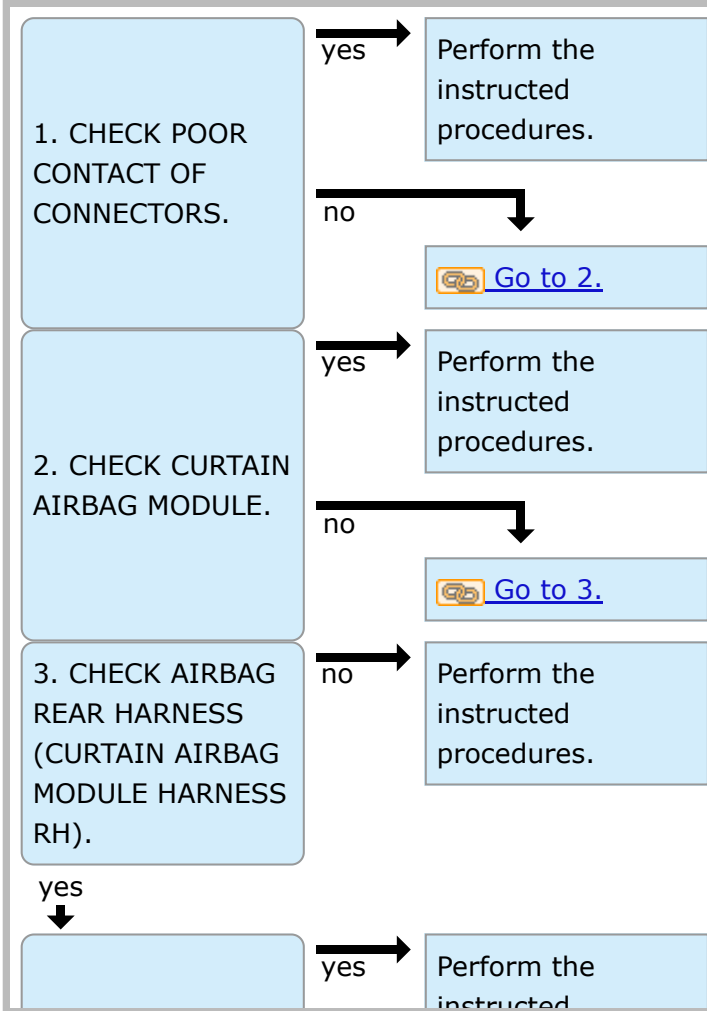 1. CHECK POOR
CONTACT OF
CONNECTORS.
yes
Perform the
instructed
procedures.
no
Go to 2.
2. CHECK CURTAIN
AIRBAG MODULE.
yes
Perform the
instructed
procedures.
no
Go to 3.
3. CHECK AIRBAG
REAR HARNESS
(CURTAIN AIRBAG
MODULE HARNESS
RH).
no
Perform the
instructed
procedures.
yes
yes
Perform the
instructed